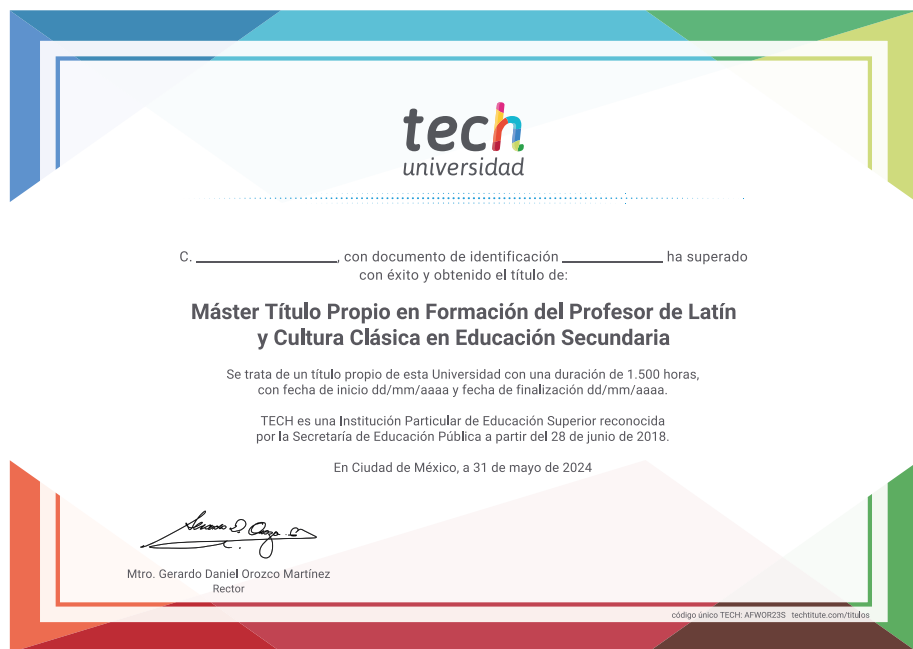 tech
universidad
C. ____________________, con documento de identificación ______________ ha superado
con éxito y obtenido el título de:
Máster Título Propio en Formación del Profesor de Latín
y Cultura Clásica en Educación Secundaria
Se trata de un título propio de esta Universidad con una duración de 1.500 horas,
con fecha de inicio dd/mm/aaaa y fecha de finalización dd/mm/aaaa.
TECH es una Institución Particular de Educación Superior reconocida
por la Secretaría de Educación Pública a partir del 28 de junio de 2018.
En Ciudad de México, a 31 de mayo de 2024
Mtro. Gerardo Daniel Orozco Martínez
Rector
código único TECH: AFWOR23S techtitute.com/titulos